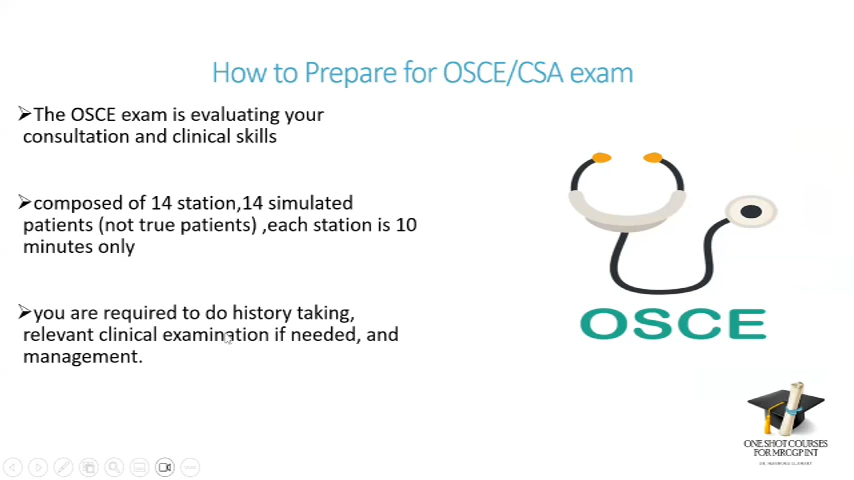 How to Prepare for OSCE/CSA exam
➢The OSCE exam is evaluating your
consultation and clinical skills
➢composed of 14 station,14 simulated
patients (not true patients) ,each station is 10
minutes only
➢you are required to do history taking,
relevant clinical examination if needed, and
management.
OSCE
ONE SHOT COURSES
FOR MRCGP INT